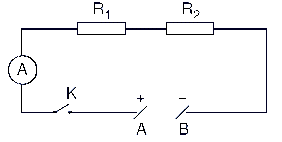 R₁ R₂
A
K + −
A B